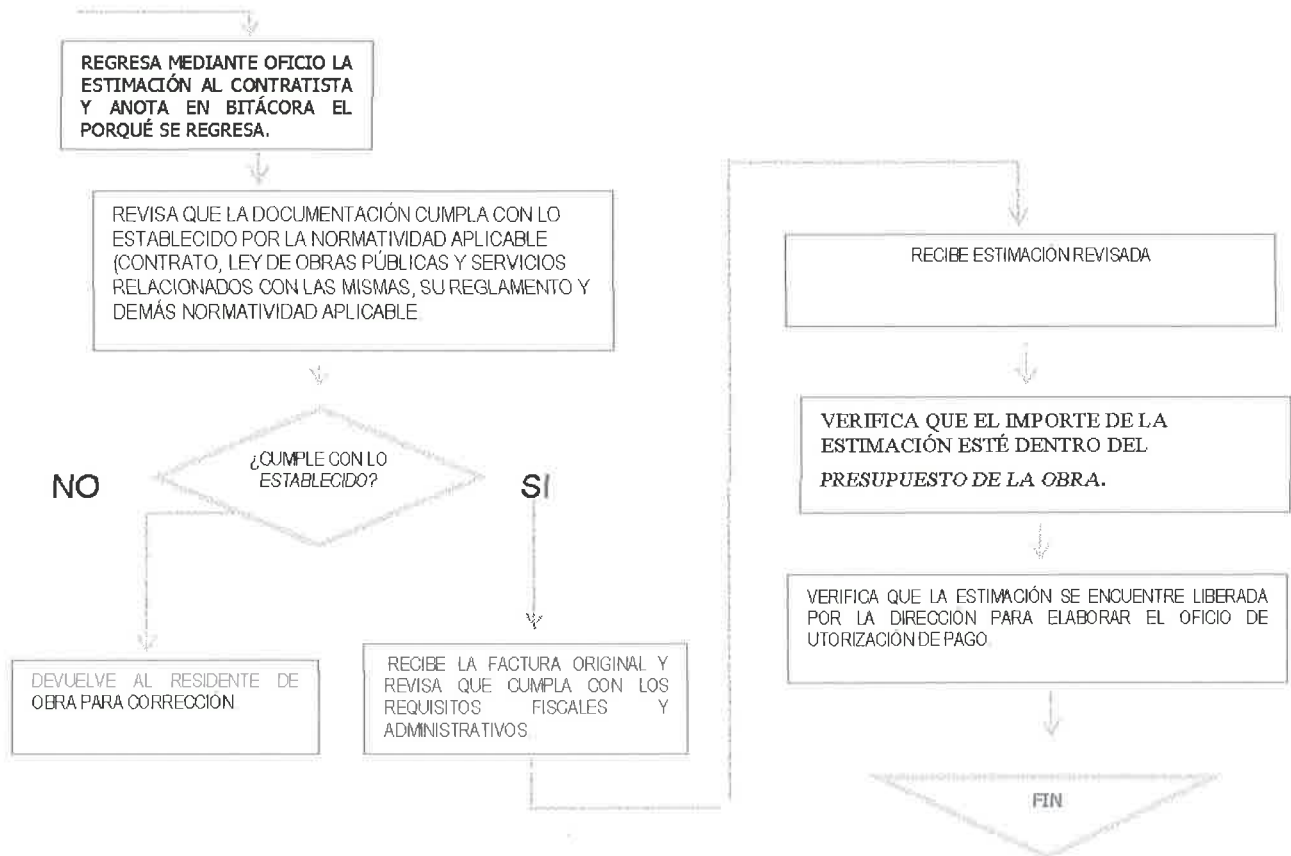 REGRESA MEDIANTE OFICIO LA
ESTIMACIÓN AL CONTRATISTA
Y ANOTA EN BITÁCORA EL
PORQUÉ SE REGRESA.
REVISA QUE LA DOCUMENTACIÓN CUMPLA CON LO
ESTABLECIDO POR LA NORMATIVIDAD APLICABLE
(CONTRATO, LEY DE OBRAS PÚBLICAS Y SERVICIOS
RELACIONADOS CON LAS MISMAS, SU REGLAMENTO Y
DEMÁS NORMATIVIDAD APLICABLE
¿CUMPLE CON LO
ESTABLECIDO?
NO
SI
DEVUELVE AL RESIDENTE DE
OBRA PARA CORRECCIÓN
RECIBE LA FACTURA ORIGINAL Y
REVISA QUE CUMPLA CON LOS
REQUISITOS FISCALES Y
ADMINISTRATIVOS
RECIBE ESTIMACIÓN REVISADA
VERIFICA QUE EL IMPORTE DE LA
ESTIMACIÓN ESTÉ DENTRO DEL
PRESUPUESTO DE LA OBRA.
VERIFICA QUE LA ESTIMACIÓN SE ENCUENTRE LIBERADA
POR LA DIRECCIÓN PARA ELABORAR EL OFICIO DE
UTORIZACIÓN DE PAGO
FIN